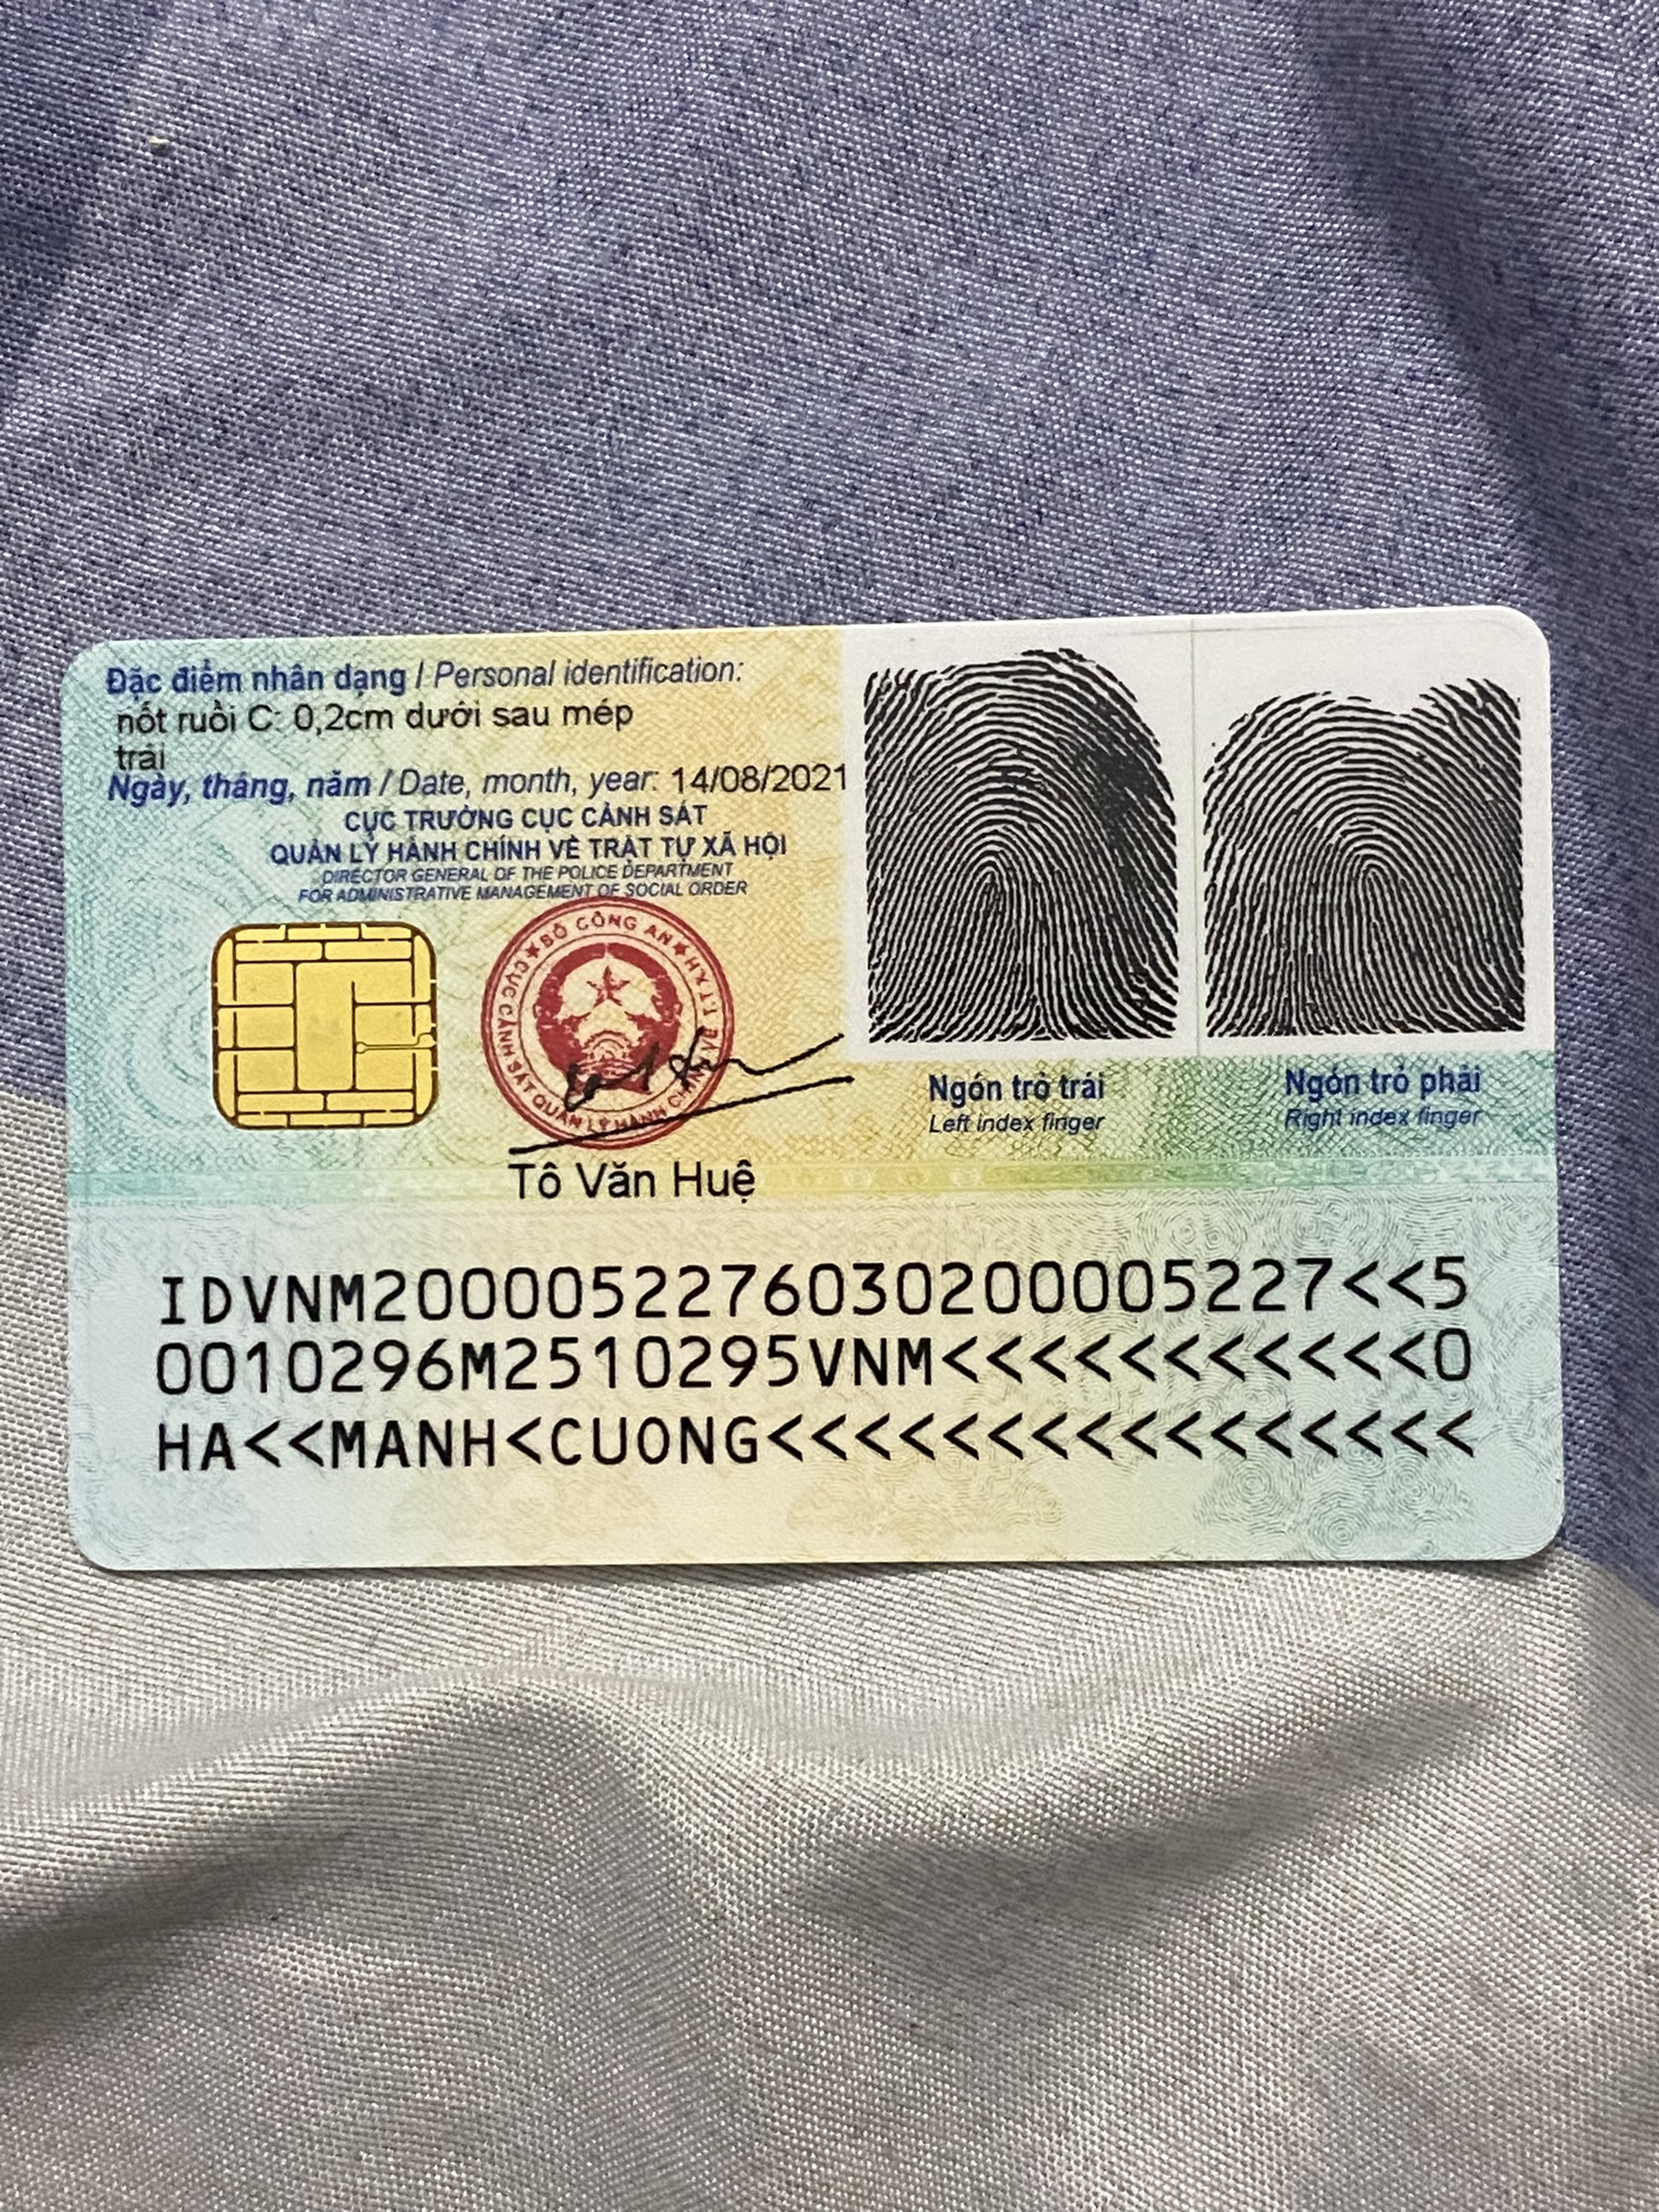 Đặc điểm nhân dạng / Personal identification:
nốt ruồi C: 0,2cm dưới sau mép
trái
Ngày, tháng, năm / Date, month, year: 14/08/2021
CỤC TRƯỞNG CỤC CẢNH SÁT
QUẢN LÝ HÀNH CHÍNH VỀ TRẬT TỰ XÃ HỘI
DIRECTOR GENERAL OF THE POLICE DEPARTMENT
FOR ADMINISTRATIVE MANAGEMENT OF SOCIAL ORDER
BỘ CÔNG AN
CỤC CẢNH SÁT QUẢN LÝ HÀNH CHÍNH
Tô Văn Huệ
Ngón trỏ trái
Left index finger
Ngón trỏ phải
Right index finger
IDVNM2000052276030200005227<<5
0010296M2510295VNM<<<<<<<<<<<0
HA<<MANH<CUONG<<<<<<<<<<<<<<<<